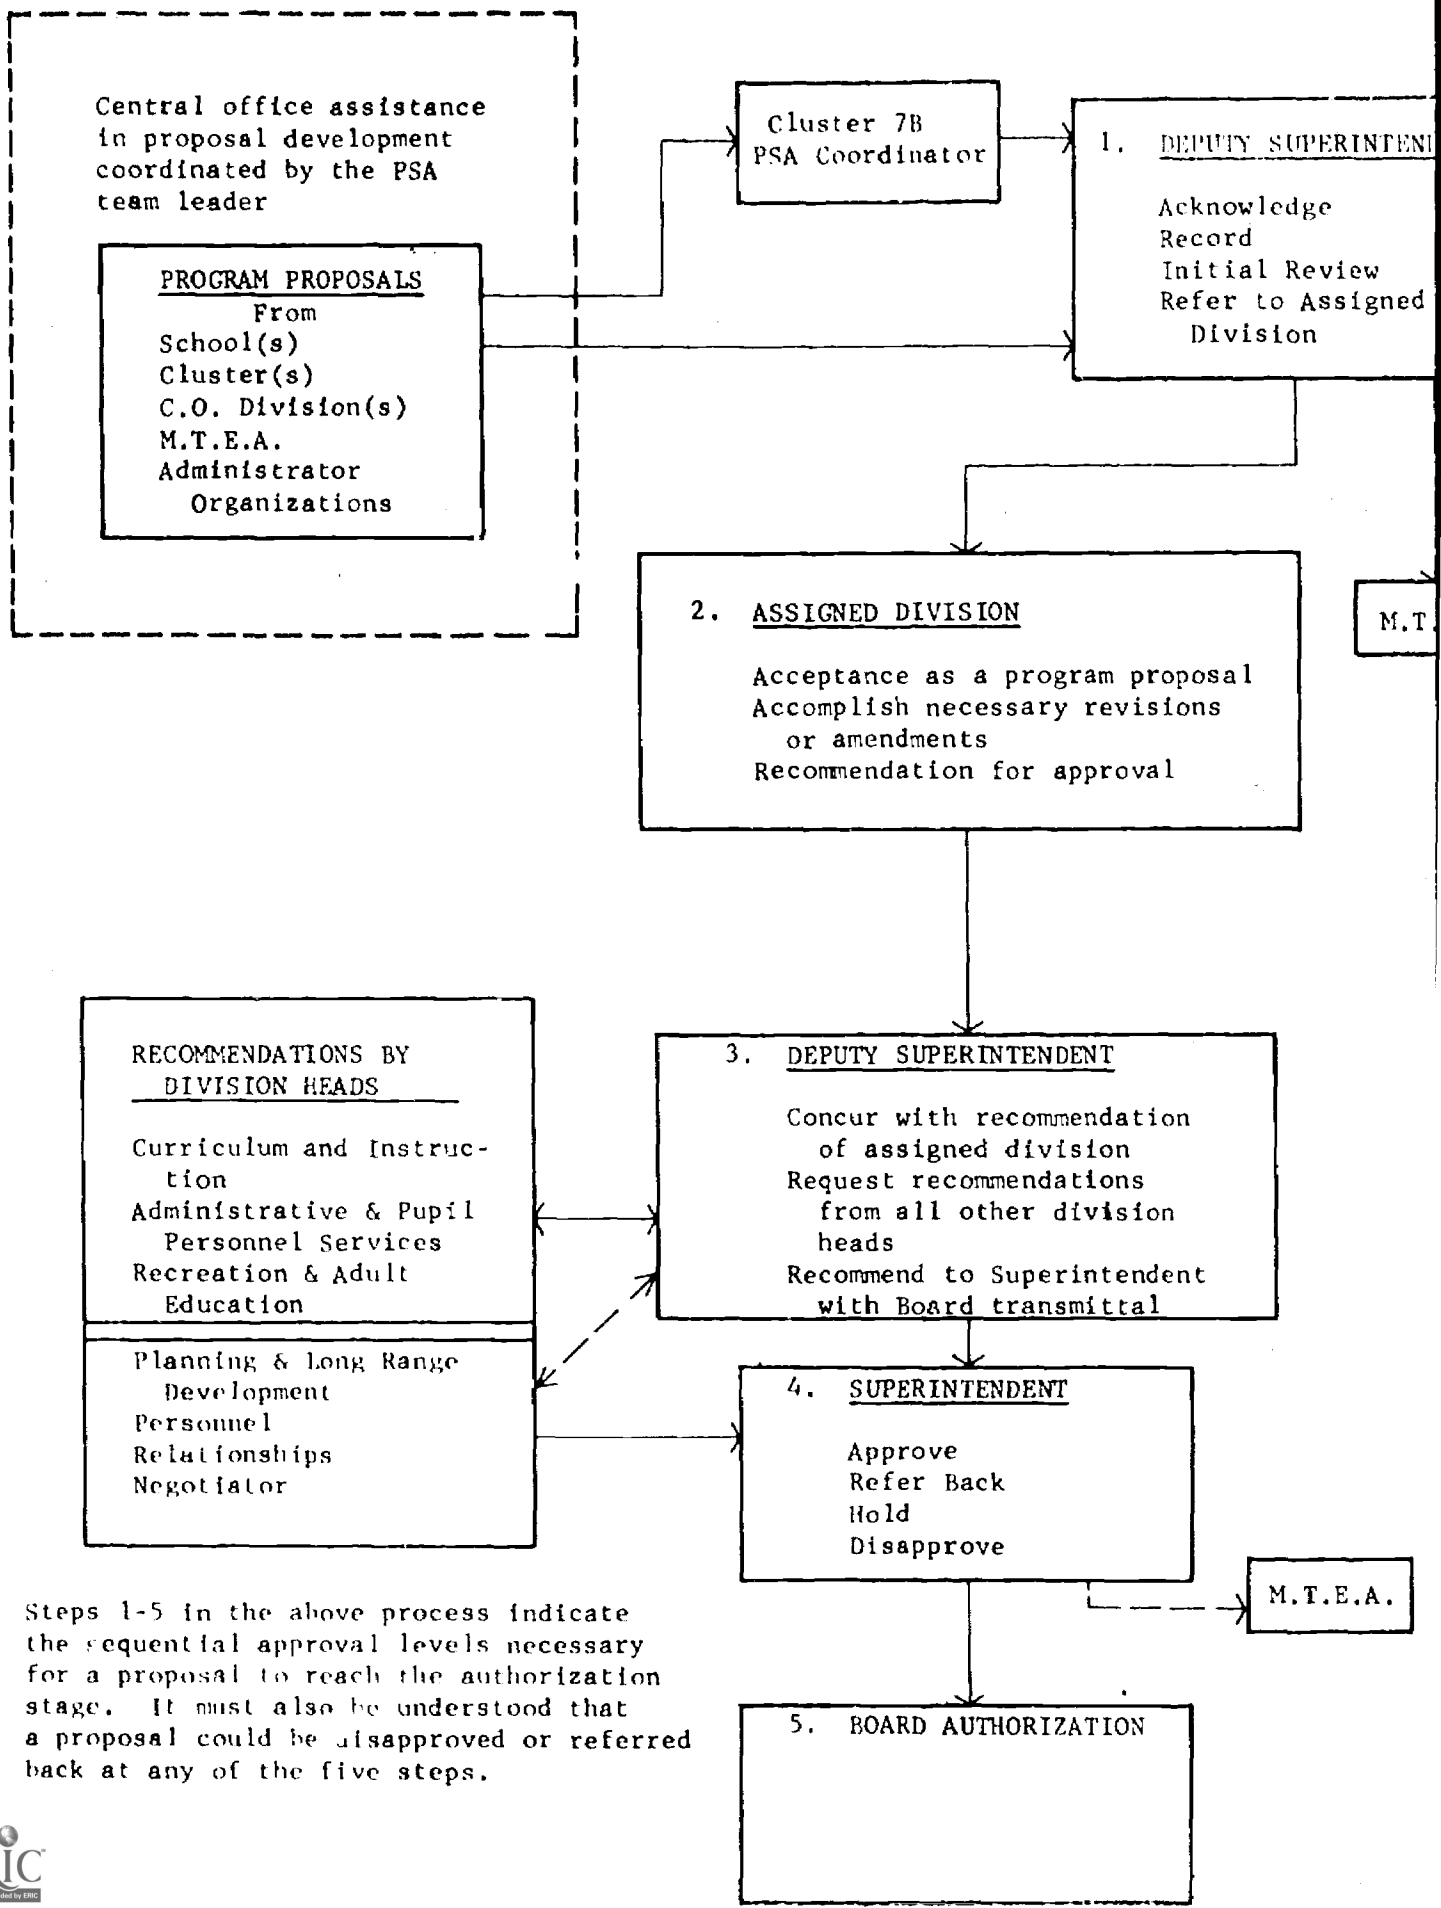 Central office assistance
in proposal development
coordinated by the PSA
team leader
PROGRAM PROPOSALS
From
School(s)
Cluster(s)
C.O. Division(s)
M.T.E.A.
Administrator
Organizations
Cluster 7B
PSA Coordinator
1. DEPUTY SUPERINTEN
Acknowledge
Record
Initial Review
Refer to Assigned
Division
2. ASSIGNED DIVISION
Acceptance as a program proposal
Accomplish necessary revisions
or amendments
Recommendation for approval
M.T.
RECOMMENDATIONS BY
DIVISION HEADS
Curriculum and Instruc-
tion
Administrative & Pupil
Personnel Services
Recreation & Adult
Education
Planning & Long Range
Development
Personnel
Relationships
Negotiator
3. DEPUTY SUPERINTENDENT
Concur with recommendation
of assigned division
Request recommendations
from all other division
heads
Recommend to Superintendent
with Board transmittal
4. SUPERINTENDENT
Approve
Refer Back
Hold
Disapprove
M.T.E.A.
Steps 1-5 in the above process indicate
the sequential approval levels necessary
for a proposal to reach the authorization
stage. It must also be understood that
a proposal could be disapproved or referred
back at any of the five steps.
5. BOARD AUTHORIZATION
IC
ded by ERIC